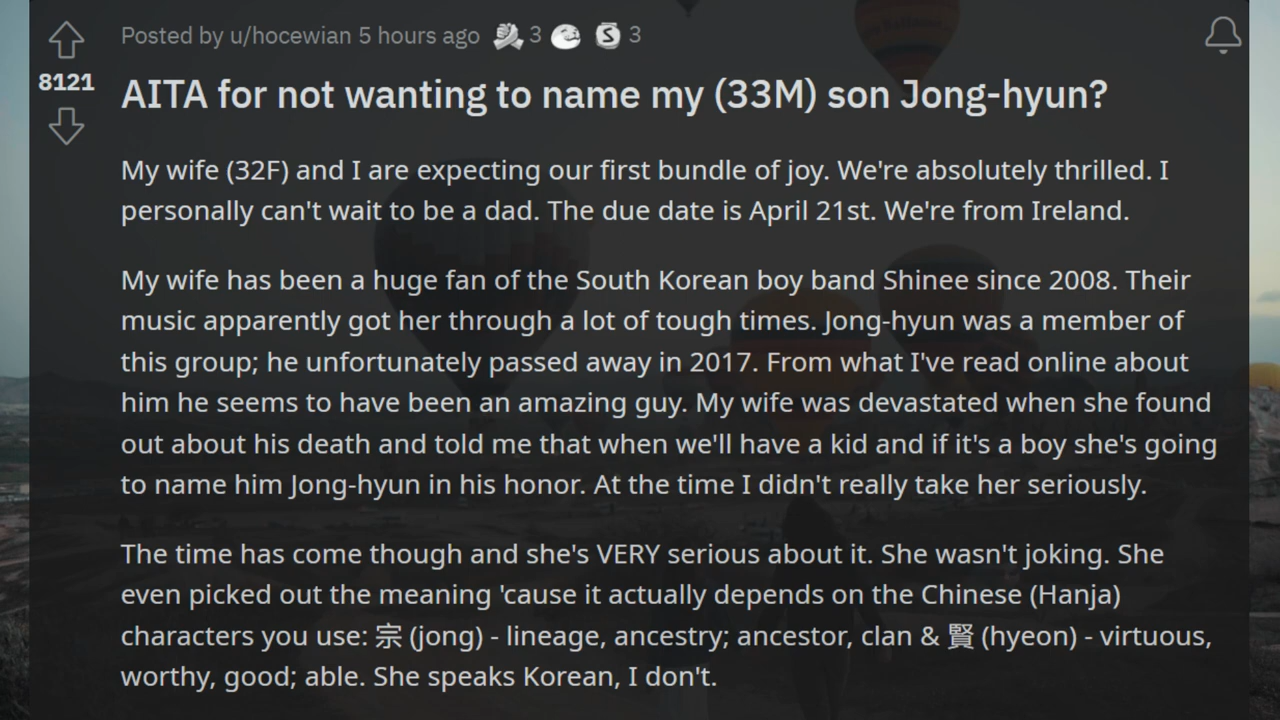 Posted by u/hocewian 5 hours ago 3 S 3
8121
AITA for not wanting to name my (33M) son Jong-hyun?
My wife (32F) and I are expecting our first bundle of joy. We're absolutely thrilled. I
personally can't wait to be a dad. The due date is April 21st. We're from Ireland.
My wife has been a huge fan of the South Korean boy band Shinee since 2008. Their
music apparently got her through a lot of tough times. Jong-hyun was a member of
this group; he unfortunately passed away in 2017. From what I've read online about
him he seems to have been an amazing guy. My wife was devastated when she found
out about his death and told me that when we'll have a kid and if it's a boy she's going
to name him Jong-hyun in his honor. At the time I didn't really take her seriously.
The time has come though and she's VERY serious about it. She wasn't joking. She
even picked out the meaning 'cause it actually depends on the Chinese (Hanja)
characters you use: 宗 (jong) - lineage, ancestry; ancestor, clan & 賢 (hyeon) - virtuous,
worthy, good; able. She speaks Korean, I don't.